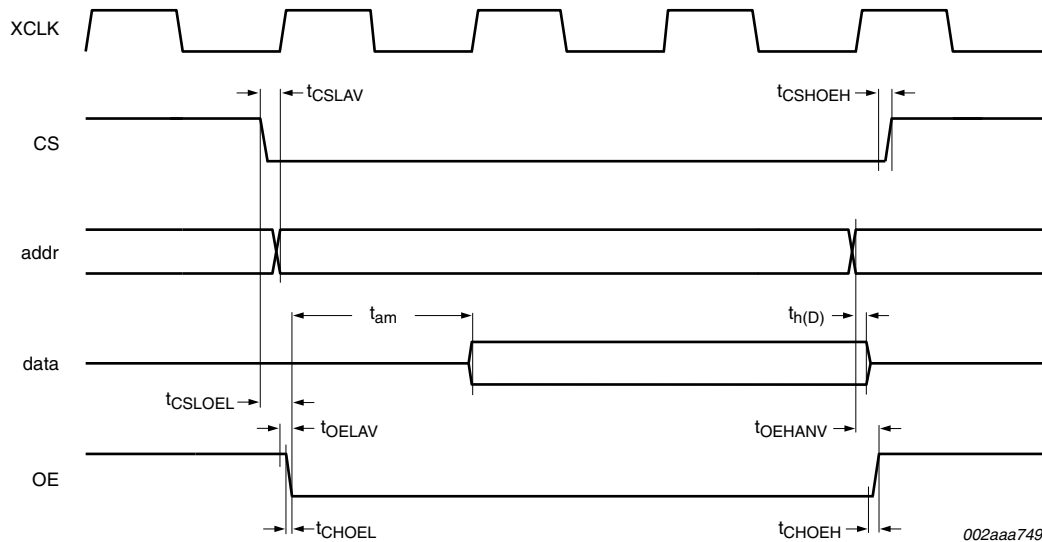 XCLK
tCSLAV
tCSHOEH
CS
addr
tam
th(D)
data
tCSLOEL
tOELAV
tOEHANV
OE
tCHOEL
tCHOEH
002aaa749